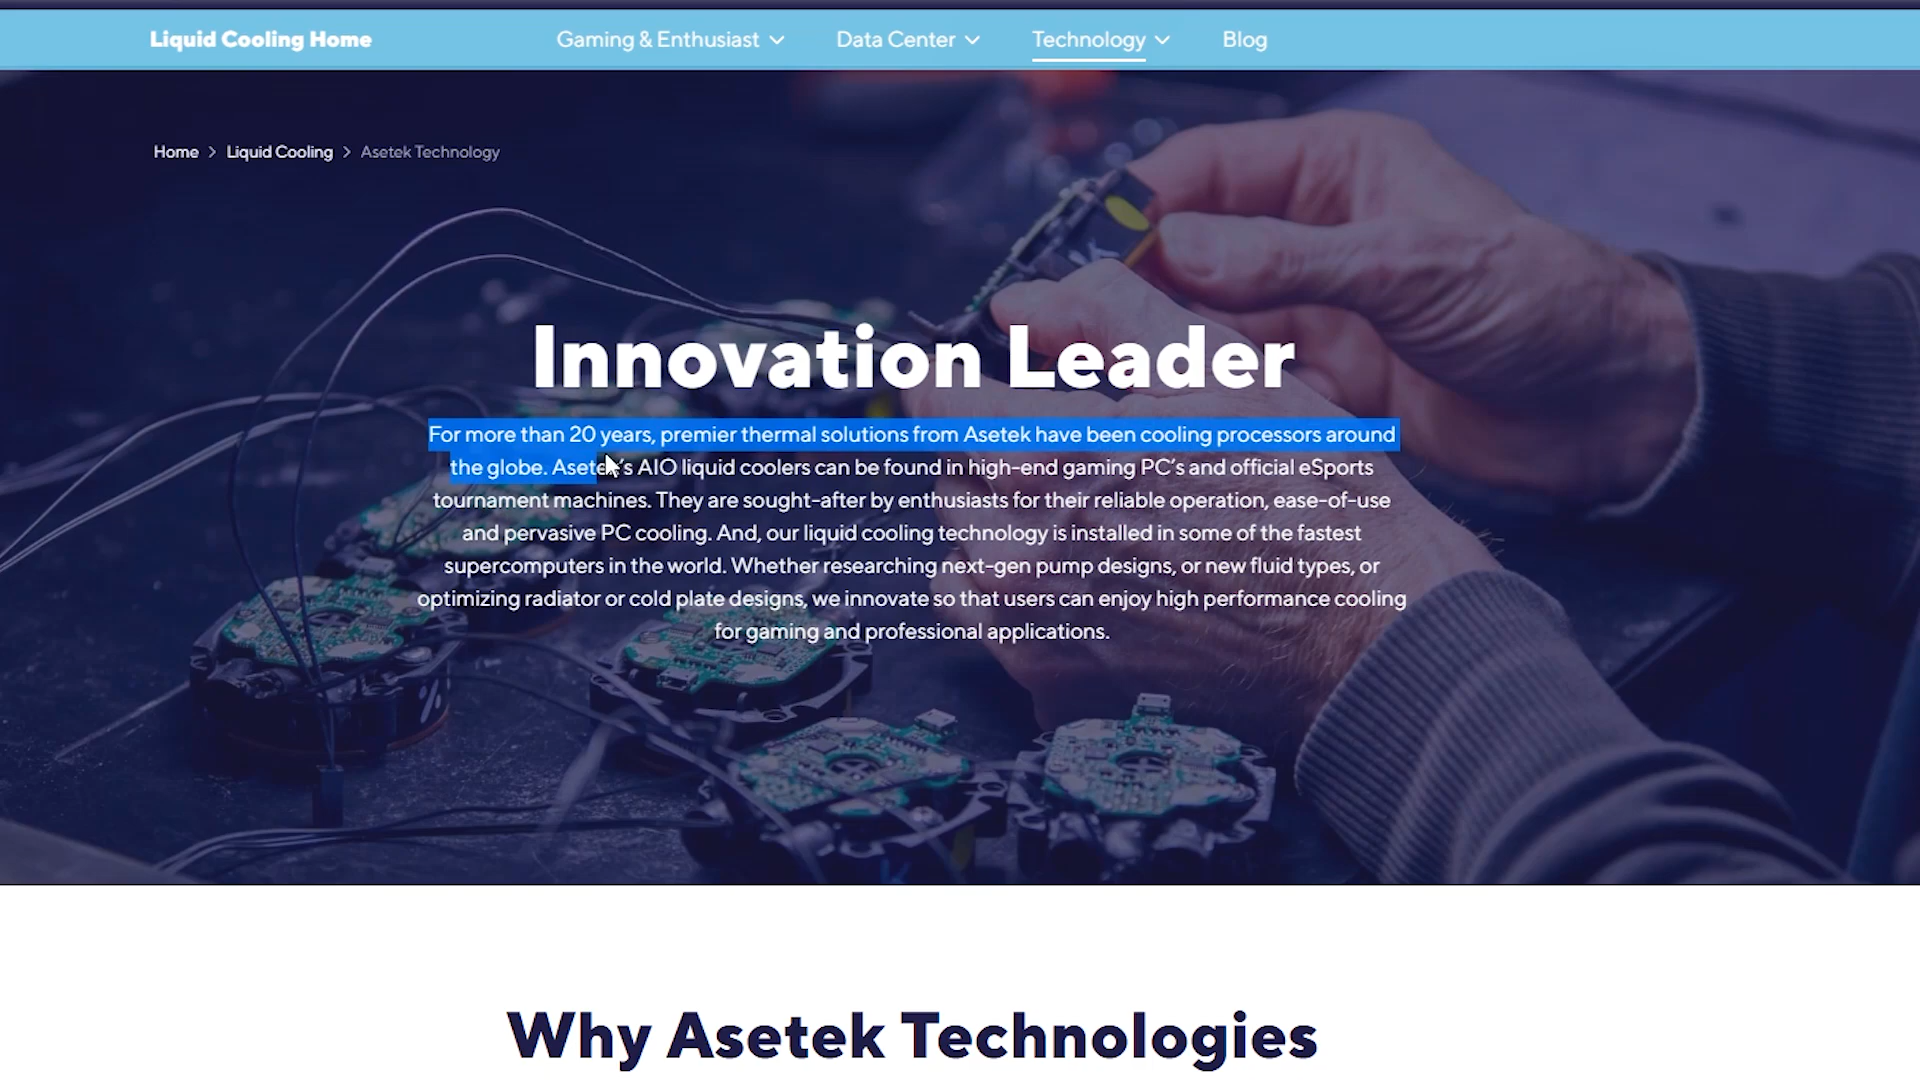 Liquid Cooling Home Gaming & Enthusiast Data Center Technology Blog
Home > Liquid Cooling > Asetek Technology
Innovation Leader
For more than 20 years, premier thermal solutions from Asetek have been cooling processors around
the globe. Asetek’s AIO liquid coolers can be found in high-end gaming PC’s and official eSports
tournament machines. They are sought-after by enthusiasts for their reliable operation, ease-of-use
and pervasive PC cooling. And, our liquid cooling technology is installed in some of the fastest
supercomputers in the world. Whether researching next-gen pump designs, or new fluid types, or
optimizing radiator or cold plate designs, we innovate so that users can enjoy high performance cooling
for gaming and professional applications.
Why Asetek Technologies